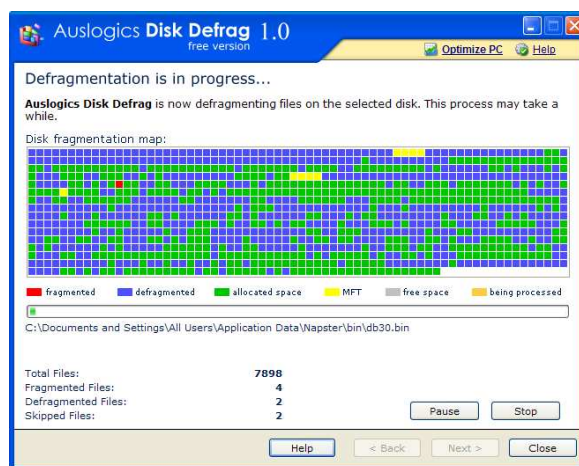 Auslogics Disk Defrag 1.0
free version
Optimize PC Help
Defragmentation is in progress...
Auslogics Disk Defrag is now defragmenting files on the selected disk. This process may take a
while.
Disk fragmentation map:
fragmented defragmented allocated space MFT free space being processed
C:\Documents and Settings\All Users\Application Data\Napster\bin\db30.bin
Total Files: 7898
Fragmented Files: 4
Defragmented Files: 2
Skipped Files: 2
Pause Stop
Help < Back Next > Close